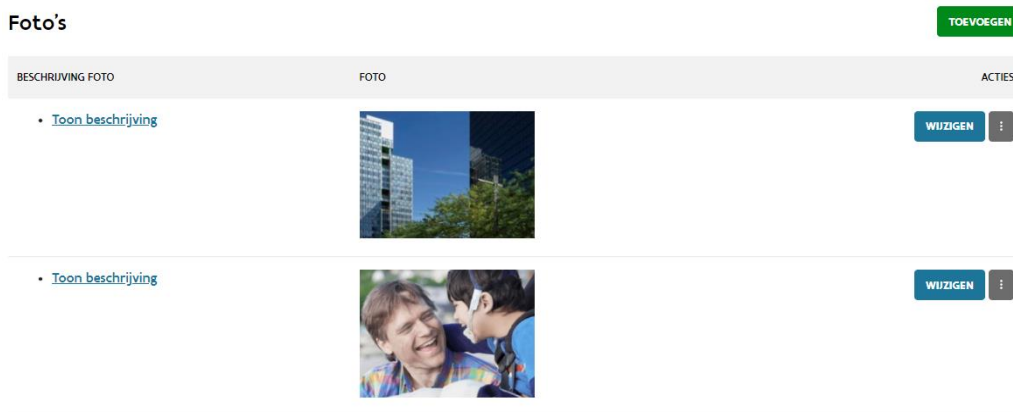 Foto's
TOEVOEGEN
BESCHRIJVING FOTO FOTO ACTIES
• Toon beschrijving
WIJZIGEN
• Toon beschrijving
WIJZIGEN